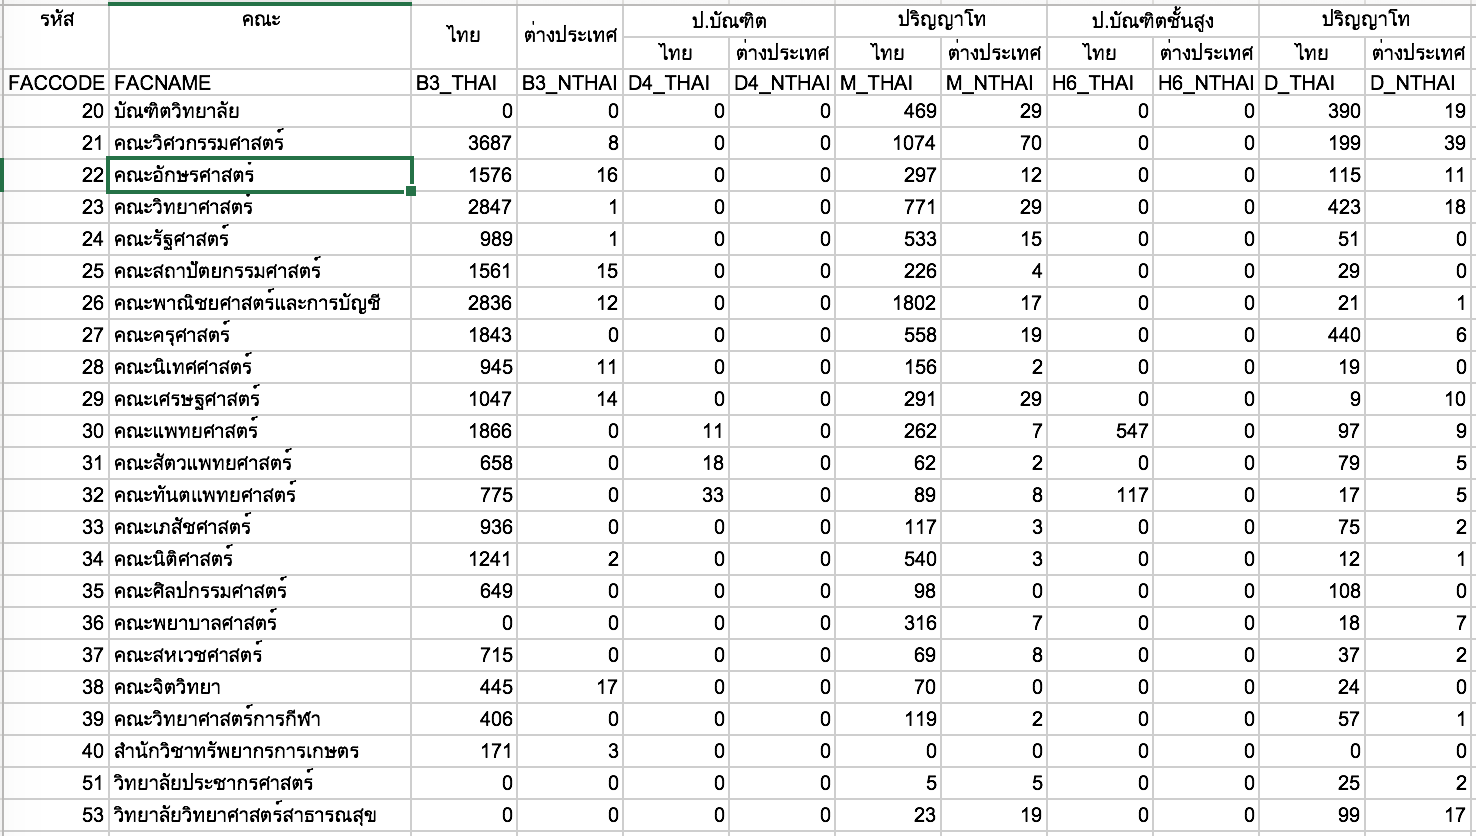 รหัส คณะ ไทย ต่างประเทศ ป.บัณฑิต ปริญญาโท ป.บัณฑิตชั้นสูง ปริญญาโท
ไทย ต่างประเทศ ไทย ต่างประเทศ ไทย ต่างประเทศ ไทย ต่างประเทศ
FACCODE FACNAME B3_THAI B3_NTHAI D4_THAI D4_NTHAI M_THAI M_NTHAI H6_THAI H6_NTHAI D_THAI D_NTHAI
20 บัณฑิตวิทยาลัย 0 0 0 0 469 29 0 0 390 19
21 คณะวิศวกรรมศาสตร์ 3687 8 0 0 1074 70 0 0 199 39
22 คณะอักษรศาสตร์ 1576 16 0 0 297 12 0 0 115 11
23 คณะวิทยาศาสตร์ 2847 1 0 0 771 29 0 0 423 18
24 คณะรัฐศาสตร์ 989 1 0 0 533 15 0 0 51 0
25 คณะสถาปัตยกรรมศาสตร์ 1561 15 0 0 226 4 0 0 29 0
26 คณะพาณิชยศาสตร์และการบัญชี 2836 12 0 0 1802 17 0 0 21 1
27 คณะครุศาสตร์ 1843 0 0 0 558 19 0 0 440 6
28 คณะนิเทศศาสตร์ 945 11 0 0 156 2 0 0 19 0
29 คณะเศรษฐศาสตร์ 1047 14 0 0 291 29 0 0 9 10
30 คณะแพทยศาสตร์ 1866 0 11 0 262 7 547 0 97 9
31 คณะสัตวแพทยศาสตร์ 658 0 18 0 62 2 0 0 79 5
32 คณะทันตแพทยศาสตร์ 775 0 33 0 89 8 117 0 17 5
33 คณะเภสัชศาสตร์ 936 0 0 0 117 3 0 0 75 2
34 คณะนิติศาสตร์ 1241 2 0 0 540 3 0 0 12 1
35 คณะศิลปกรรมศาสตร์ 649 0 0 0 98 0 0 0 108 0
36 คณะพยาบาลศาสตร์ 0 0 0 0 316 7 0 0 18 7
37 คณะสหเวชศาสตร์ 715 0 0 0 69 8 0 0 37 2
38 คณะจิตวิทยา 445 17 0 0 70 0 0 0 24 0
39 คณะวิทยาศาสตร์การกีฬา 406 0 0 0 119 2 0 0 57 1
40 สำนักวิชาทรัพยากรการเกษตร 171 3 0 0 0 0 0 0 0 0
51 วิทยาลัยประชากรศาสตร์ 0 0 0 0 5 5 0 0 25 2
53 วิทยาลัยวิทยาศาสตร์สาธารณสุข 0 0 0 0 23 19 0 0 99 17